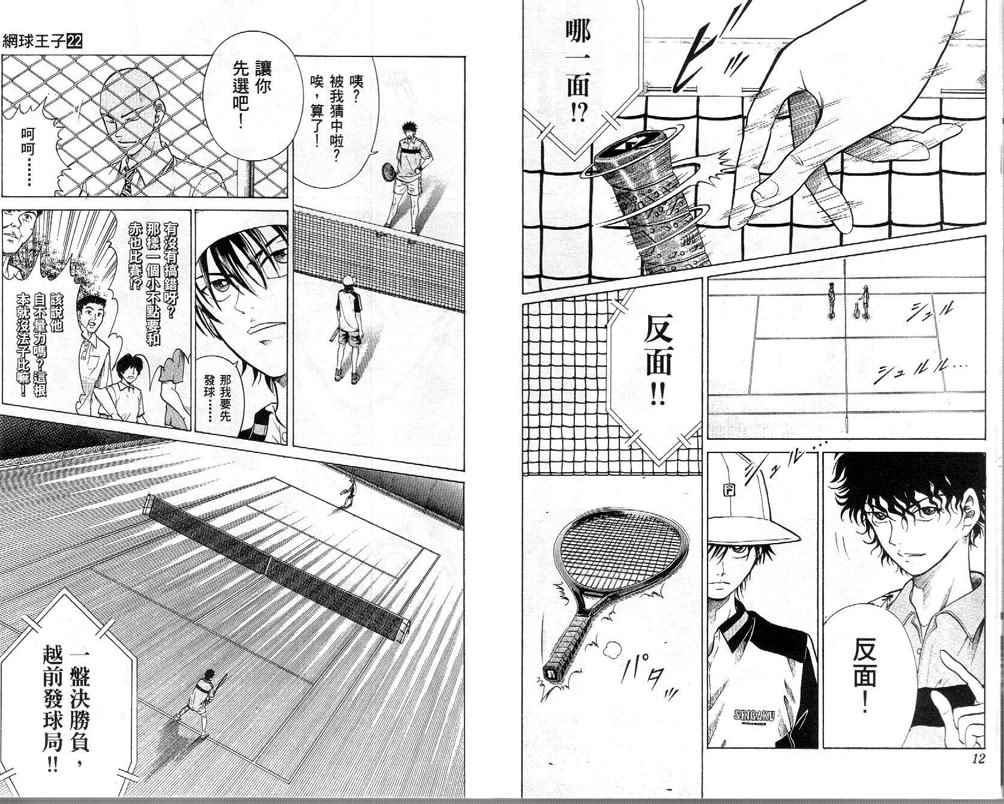 哪一面!?
シュル
シュルル…
反面！
シュル…
SEIGAKU
反面!!
パタ
12
網球王子22
咦？
被我猜中啦？
唉，算了！
讓你
先選吧！
呵呵……
那我要先
發球……
有沒有搞錯呀？
那樣一個小不點要和
赤也比賽!?
該說他
自不量力嗎？這根
本就沒法子比嘛！
一盤決勝負，
越前發球局!!